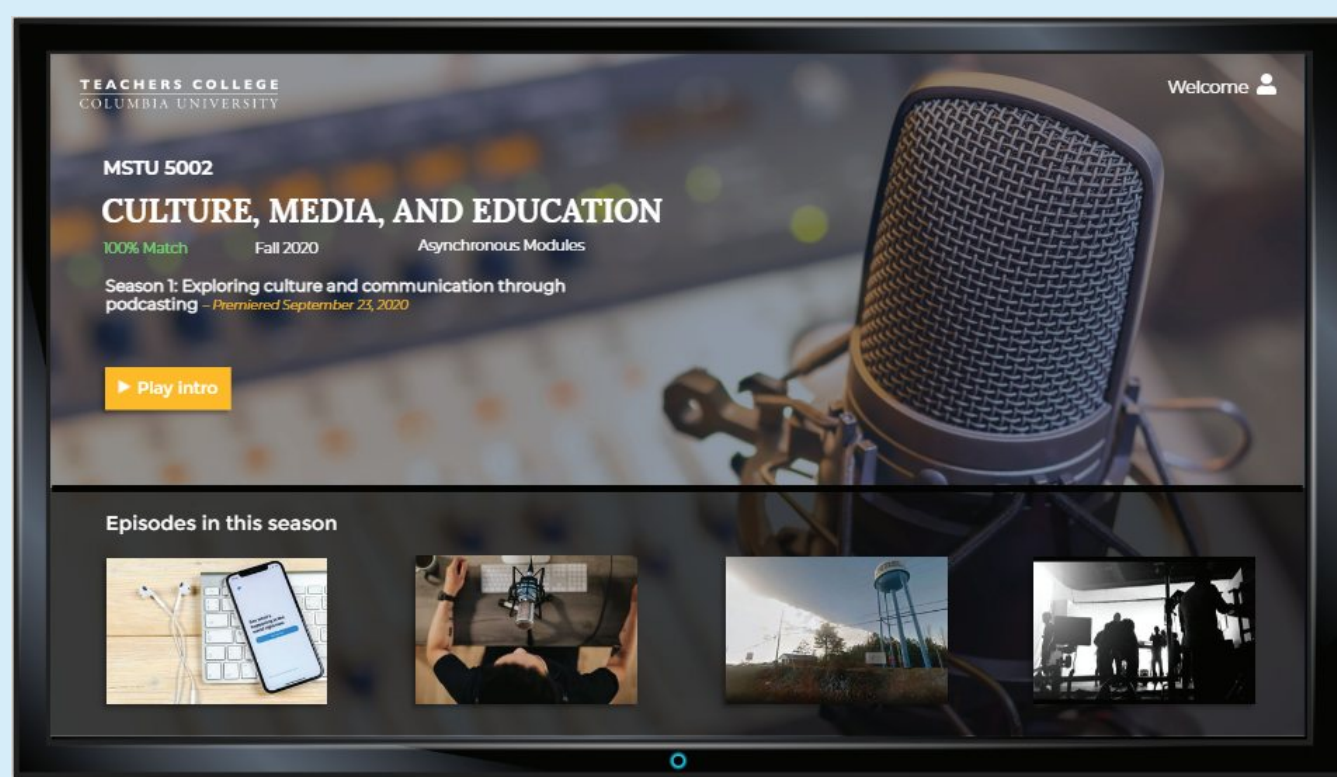 TEACHERS COLLEGE
COLUMBIA UNIVERSITY
Welcome
MSTU 5002
CULTURE, MEDIA, AND EDUCATION
100% Match Fall 2020 Asynchronous Modules
Season 1: Exploring culture and communication through
podcasting – Premiered September 23, 2020
Play intro
Episodes in this season